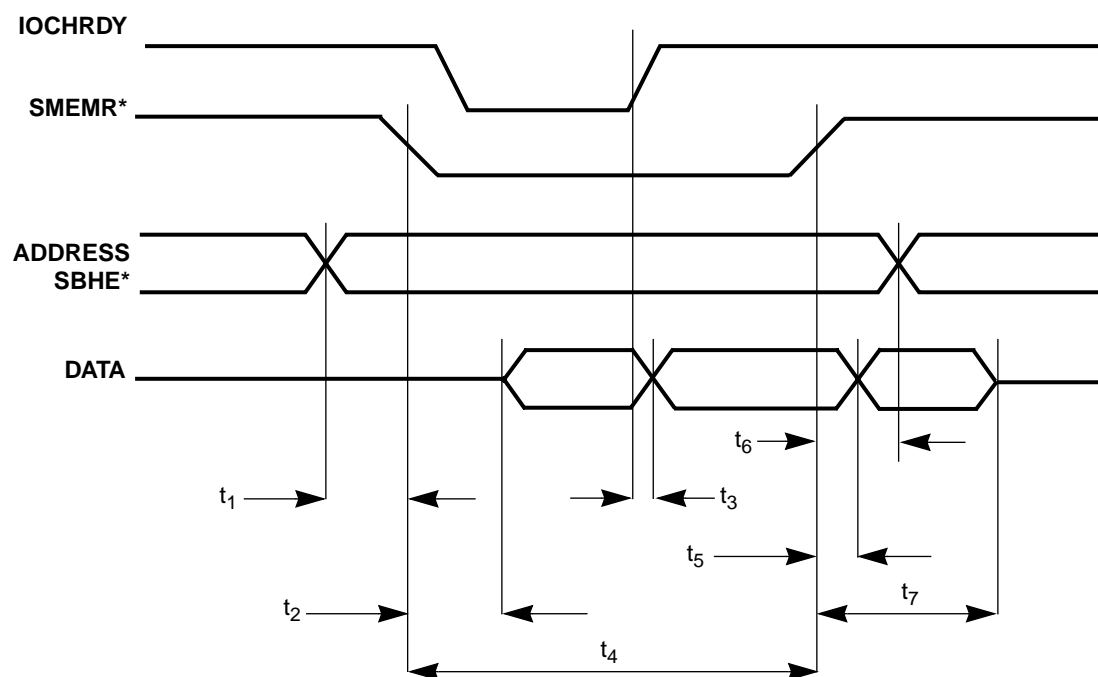 IOCHRDY
SMEMR*
ADDRESS
SBHE*
DATA
t6
t1
t3
t5
t2
t7
t4